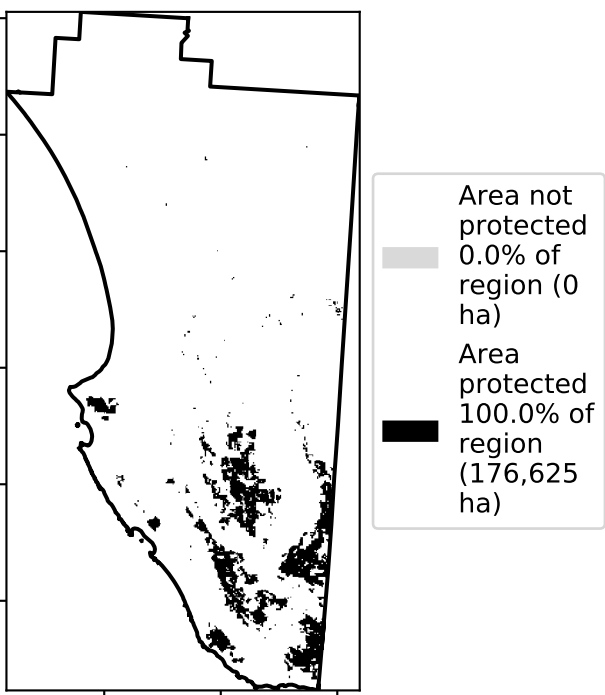 Area not
protected
0.0% of
region (0
ha)
Area
protected
100.0% of
region
(176,625
ha)